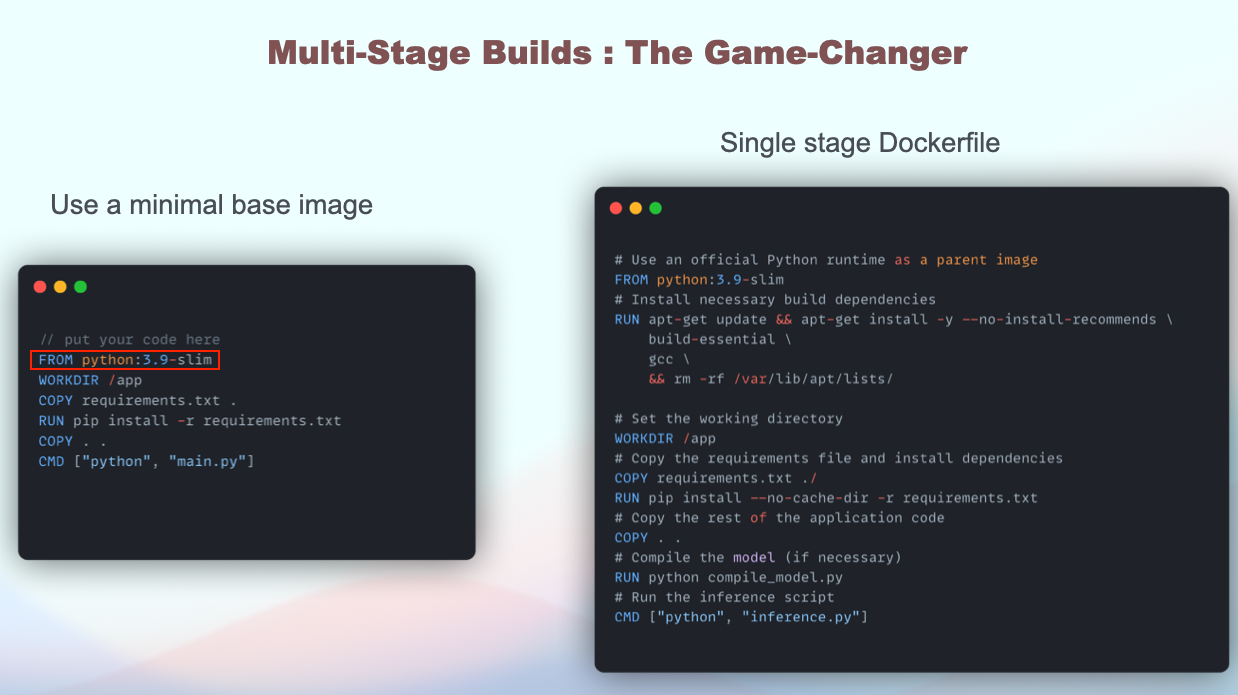 Multi-Stage Builds : The Game-Changer
Use a minimal base image
// put your code here
FROM python:3.9-slim
WORKDIR /app
COPY requirements.txt .
RUN pip install -r requirements.txt
COPY . .
CMD ["python", "main.py"]
Single stage Dockerfile
# Use an official Python runtime as a parent image
FROM python:3.9-slim
# Install necessary build dependencies
RUN apt-get update && apt-get install -y --no-install-recommends \
build-essential \
gcc \
&& rm -rf /var/lib/apt/lists/
# Set the working directory
WORKDIR /app
# Copy the requirements file and install dependencies
COPY requirements.txt ./
RUN pip install --no-cache-dir -r requirements.txt
# Copy the rest of the application code
COPY . .
# Compile the model (if necessary)
RUN python compile_model.py
# Run the inference script
CMD ["python", "inference.py"]